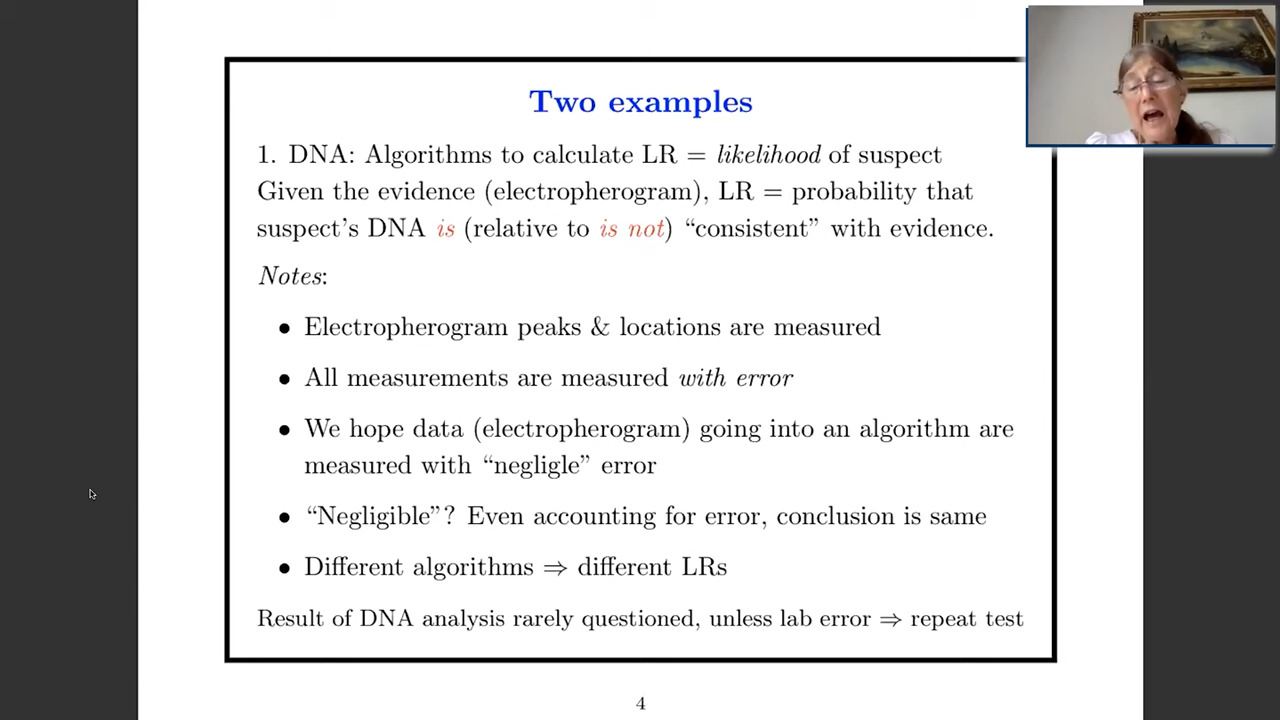 Two examples
1. DNA: Algorithms to calculate LR = likelihood of suspect
Given the evidence (electropherogram), LR = probability that
suspect's DNA is (relative to is not) “consistent” with evidence.
Notes:
• Electropherogram peaks & locations are measured
• All measurements are measured with error
• We hope data (electropherogram) going into an algorithm are
measured with “negligle” error
• “Negligible”? Even accounting for error, conclusion is same
• Different algorithms ⇒ different LRs
Result of DNA analysis rarely questioned, unless lab error ⇒ repeat test
4